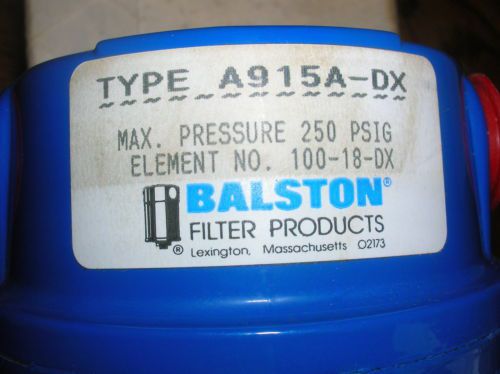 TYPE A915A-DX
MAX. PRESSURE 250 PSIG
ELEMENT NO. 100-18-DX
BALSTON®
FILTER PRODUCTS
® Lexington, Massachusetts 02173